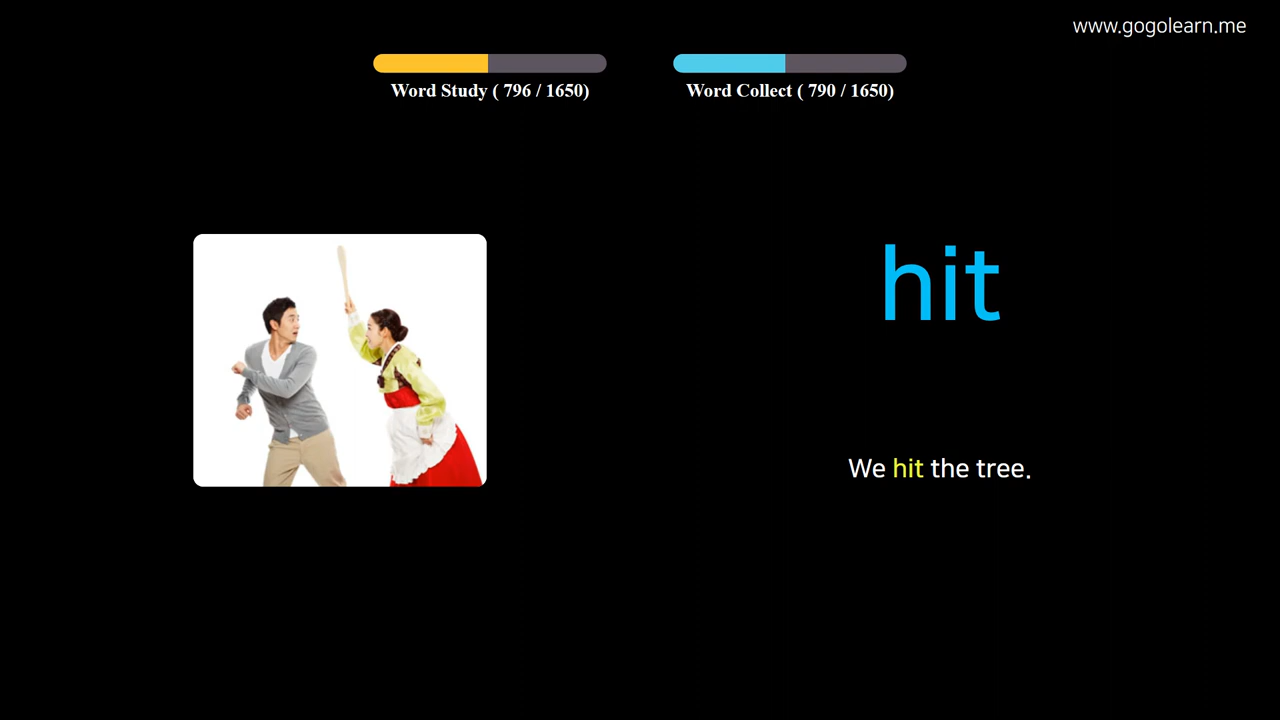 www.gogolearn.me
Word Study ( 796 / 1650)
Word Collect ( 790 / 1650)
hit
We hit the tree.